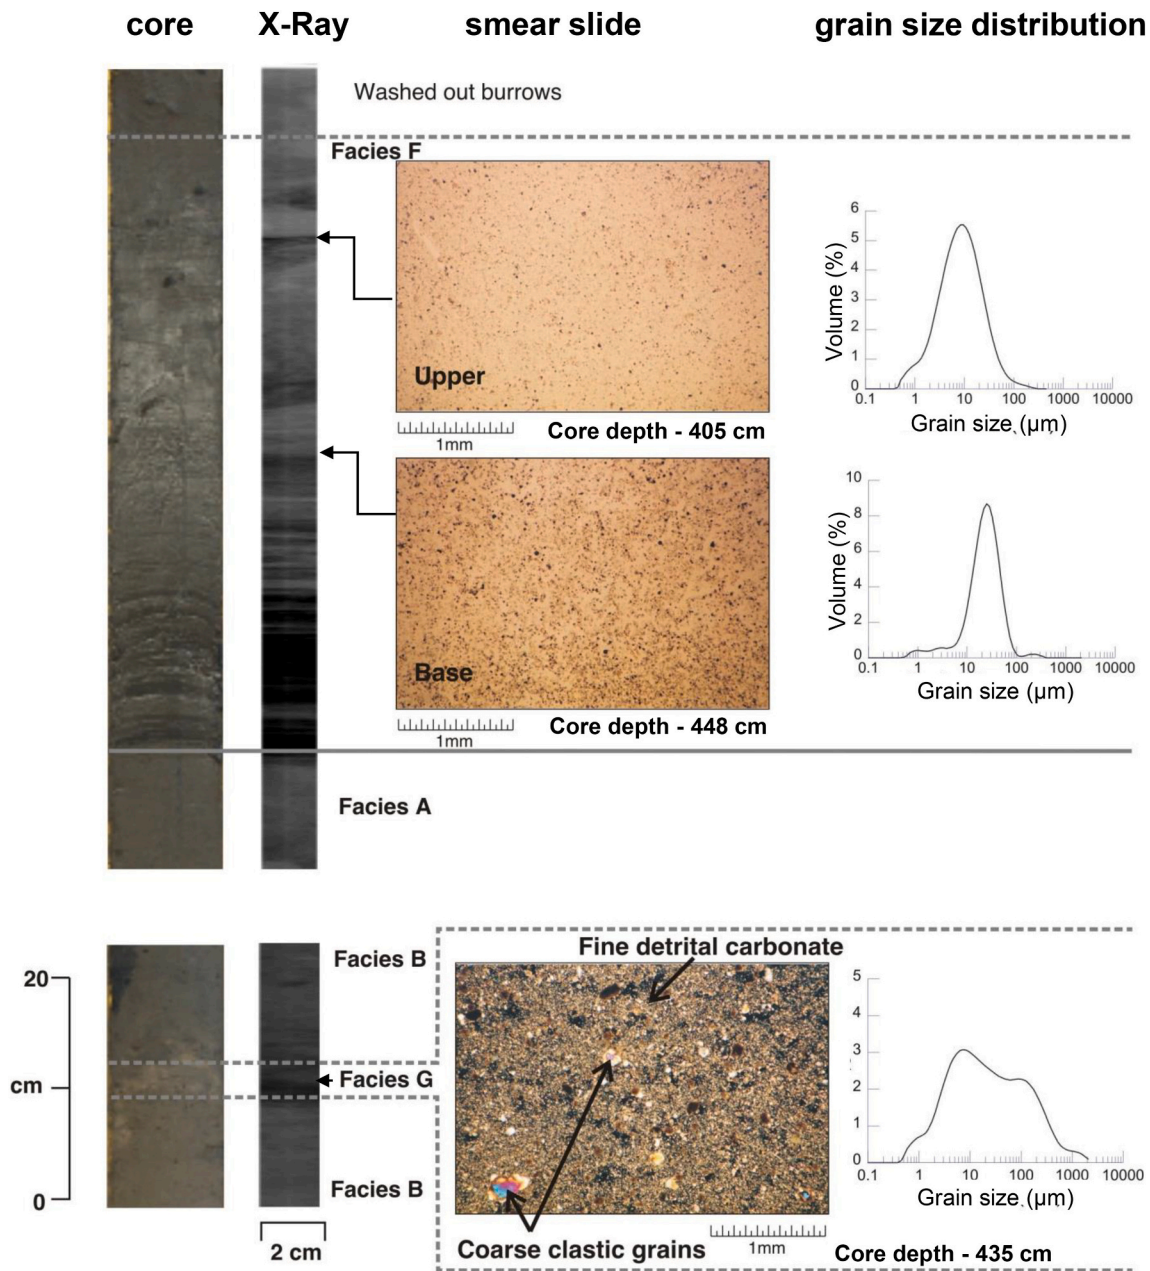 core X-Ray smear slide grain size distribution
Washed out burrows
Facies F
Upper
1mm
Core depth - 405 cm
Volume (%)
6
5
4
3
2
1
0
0.1 1 10 100 1000 10000
Grain size (µm)
Base
1mm
Core depth - 448 cm
Volume (%)
10
8
6
4
2
0
0.1 1 10 100 1000 10000
Grain size (µm)
Facies A
20
cm
0
Facies B
Facies G
Facies B
2 cm
Fine detrital carbonate
Coarse clastic grains
1mm
5
4
3
2
1
0
0.1 1 10 100 1000 10000
Grain size (µm)
Core depth - 435 cm